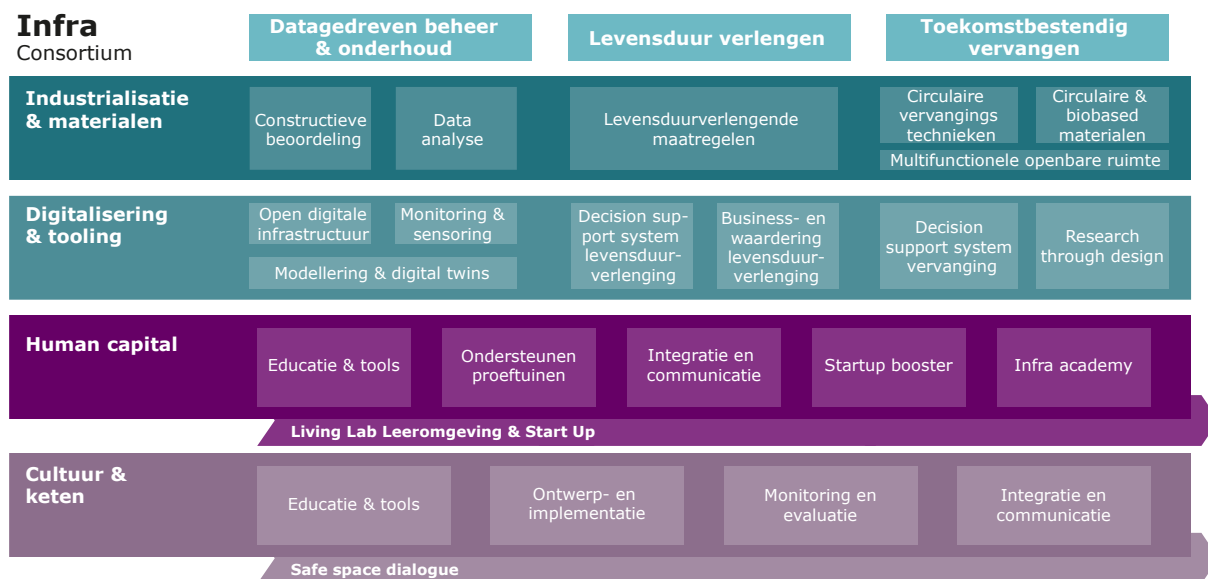 Infra
Consortium
Datagedreven beheer
& onderhoud
Levensduur verlengen
Toekomstbestendig
vervangen
Industrialisatie
& materialen
Constructieve
beoordeling
Data
analyse
Levensduurverlengende
maatregelen
Circulaire
vervangings
technieken
Circulaire &
biobased
materialen
Multifunctionele openbare ruimte
Digitalisering
& tooling
Open digitale
infrastructuur
Monitoring &
sensoring
Modellering & digital twins
Decision sup-
port system
levensduur-
verlenging
Business- en
waardering
levensduur-
verlenging
Decision
support system
vervanging
Research
through design
Human capital
Educatie & tools
Ondersteunen
proeftuinen
Integratie en
communicatie
Startup booster
Infra academy
Living Lab Leeromgeving & Start Up
Cultuur &
keten
Educatie & tools
Ontwerp- en
implementatie
Monitoring en
evaluatie
Integratie en
communicatie
Safe space dialogue